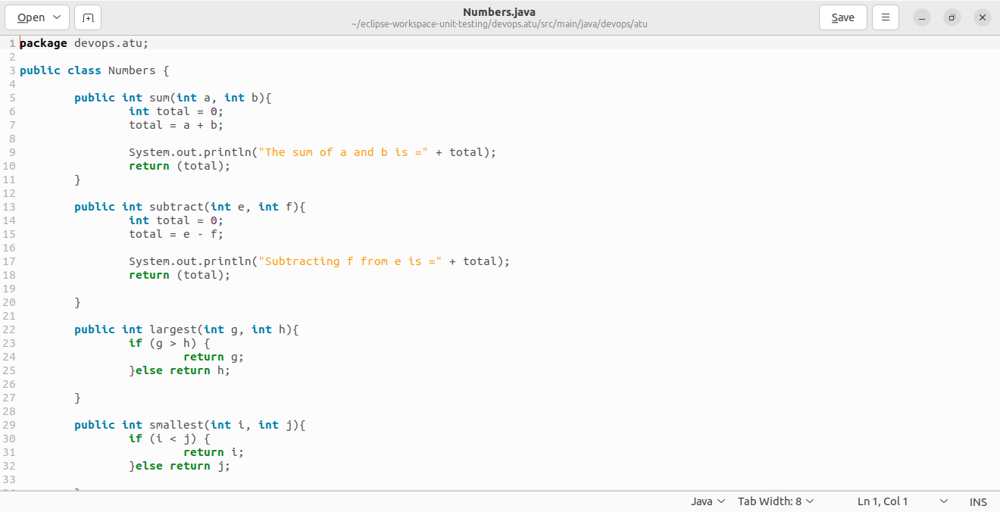 Open
Numbers.java
~/eclipse-workspace-unit-testing/devops.atu/src/main/java/devops/atu
Save
1 package devops.atu;
2
3 public class Numbers {
4
5         public int sum(int a, int b){
6                 int total = 0;
7                 total = a + b;
8
9                 System.out.println("The sum of a and b is =" + total);
10                 return (total);
11         }
12
13         public int subtract(int e, int f){
14                 int total = 0;
15                 total = e - f;
16
17                 System.out.println("Subtracting f from e is =" + total);
18                 return (total);
19
20         }
21
22         public int largest(int g, int h){
23                 if (g > h) {
24                         return g;
25                 }else return h;
26
27         }
28
29         public int smallest(int i, int j){
30                 if (i < j) {
31                         return i;
32                 }else return j;
33
Java Tab Width: 8 Ln 1, Col 1 INS